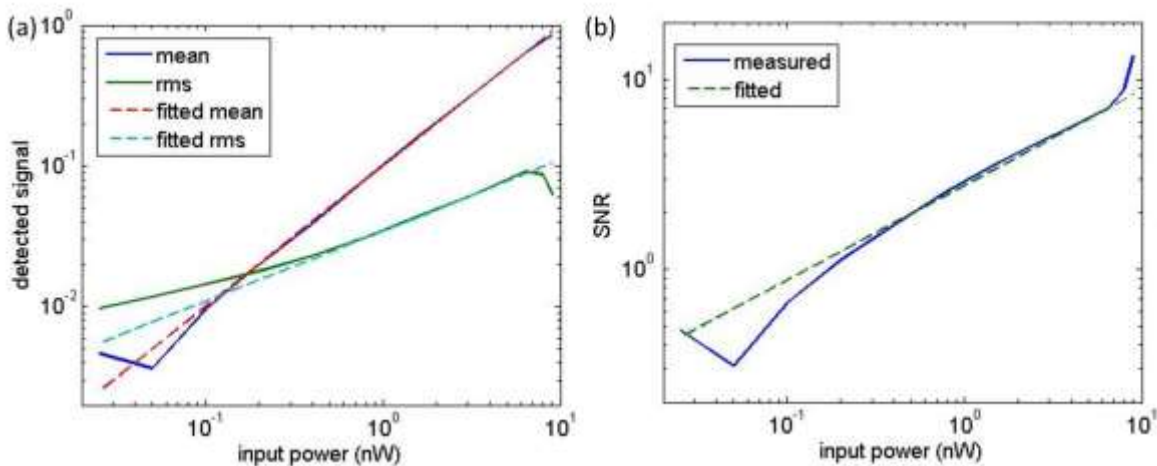 (a)
10^0
mean
rms
fitted mean
fitted rms
10^-1
10^-2
detected signal
10^-1
10^0
10^1
input power (nW)
(b)
measured
fitted
10^1
10^0
SNR
10^-1
10^0
10^1
input power (nW)